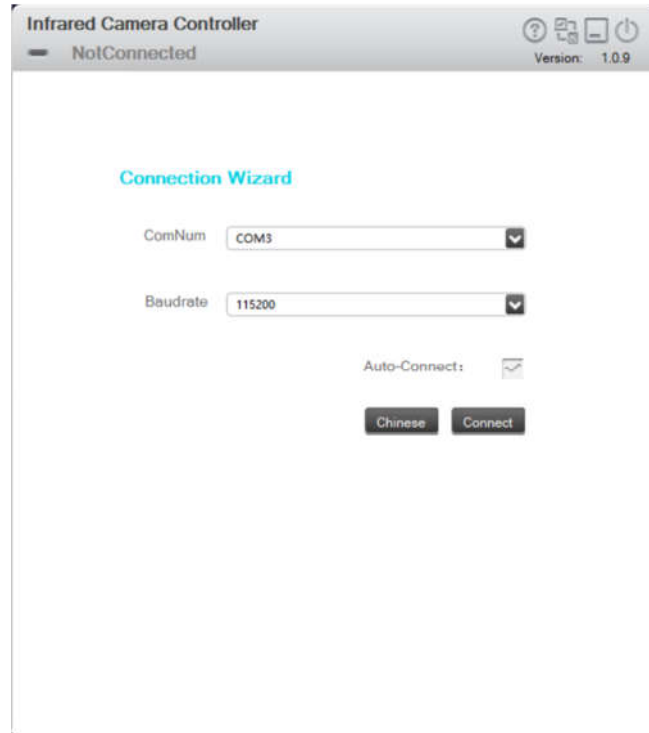 Infrared Camera Controller
NotConnected
Version: 1.0.9
Connection Wizard
ComNum COM3
Baudrate 115200
Auto-Connect:
Chinese Connect